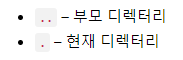 • .. – 부모 디렉터리
• . – 현재 디렉터리